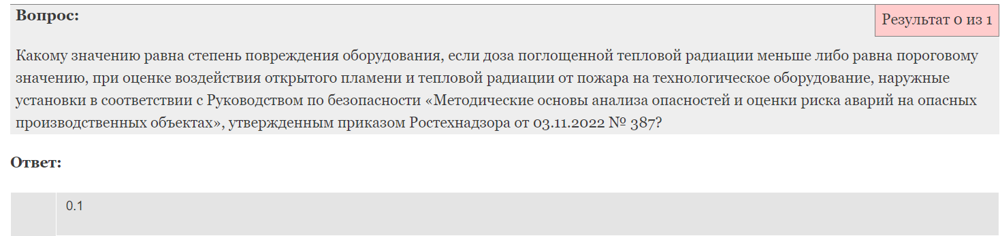 Вопрос:
Результат 0 из 1
Какому значению равна степень повреждения оборудования, если доза поглощенной тепловой радиации меньше либо равна пороговому
значению, при оценке воздействия открытого пламени и тепловой радиации от пожара на технологическое оборудование, наружные
установки в соответствии с Руководством по безопасности «Методические основы анализа опасностей и оценки риска аварий на опасных
производственных объектах», утвержденным приказом Ростехнадзора от 03.11.2022 № 387?
Ответ:
0.1